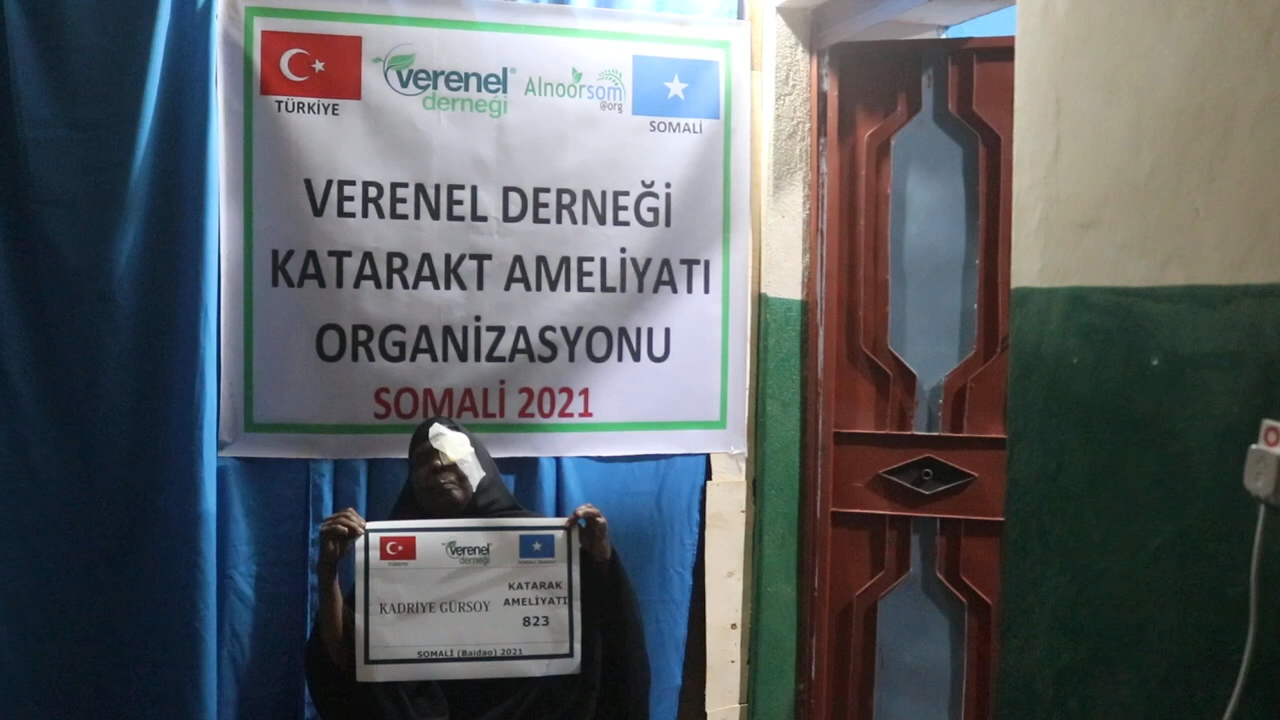 TÜRKİYE
verenel® derneği
Alnoorsom @org
SOMALİ
VERENEL DERNEĞİ
KATARAKT AMELİYATI
ORGANİZASYONU
SOMALİ 2021
TÜRKİYE
verenel derneği
KADRİYE GÜRSOY
KATARAK
AMELİYATI
823
SOMALİ (Baidao) 2021